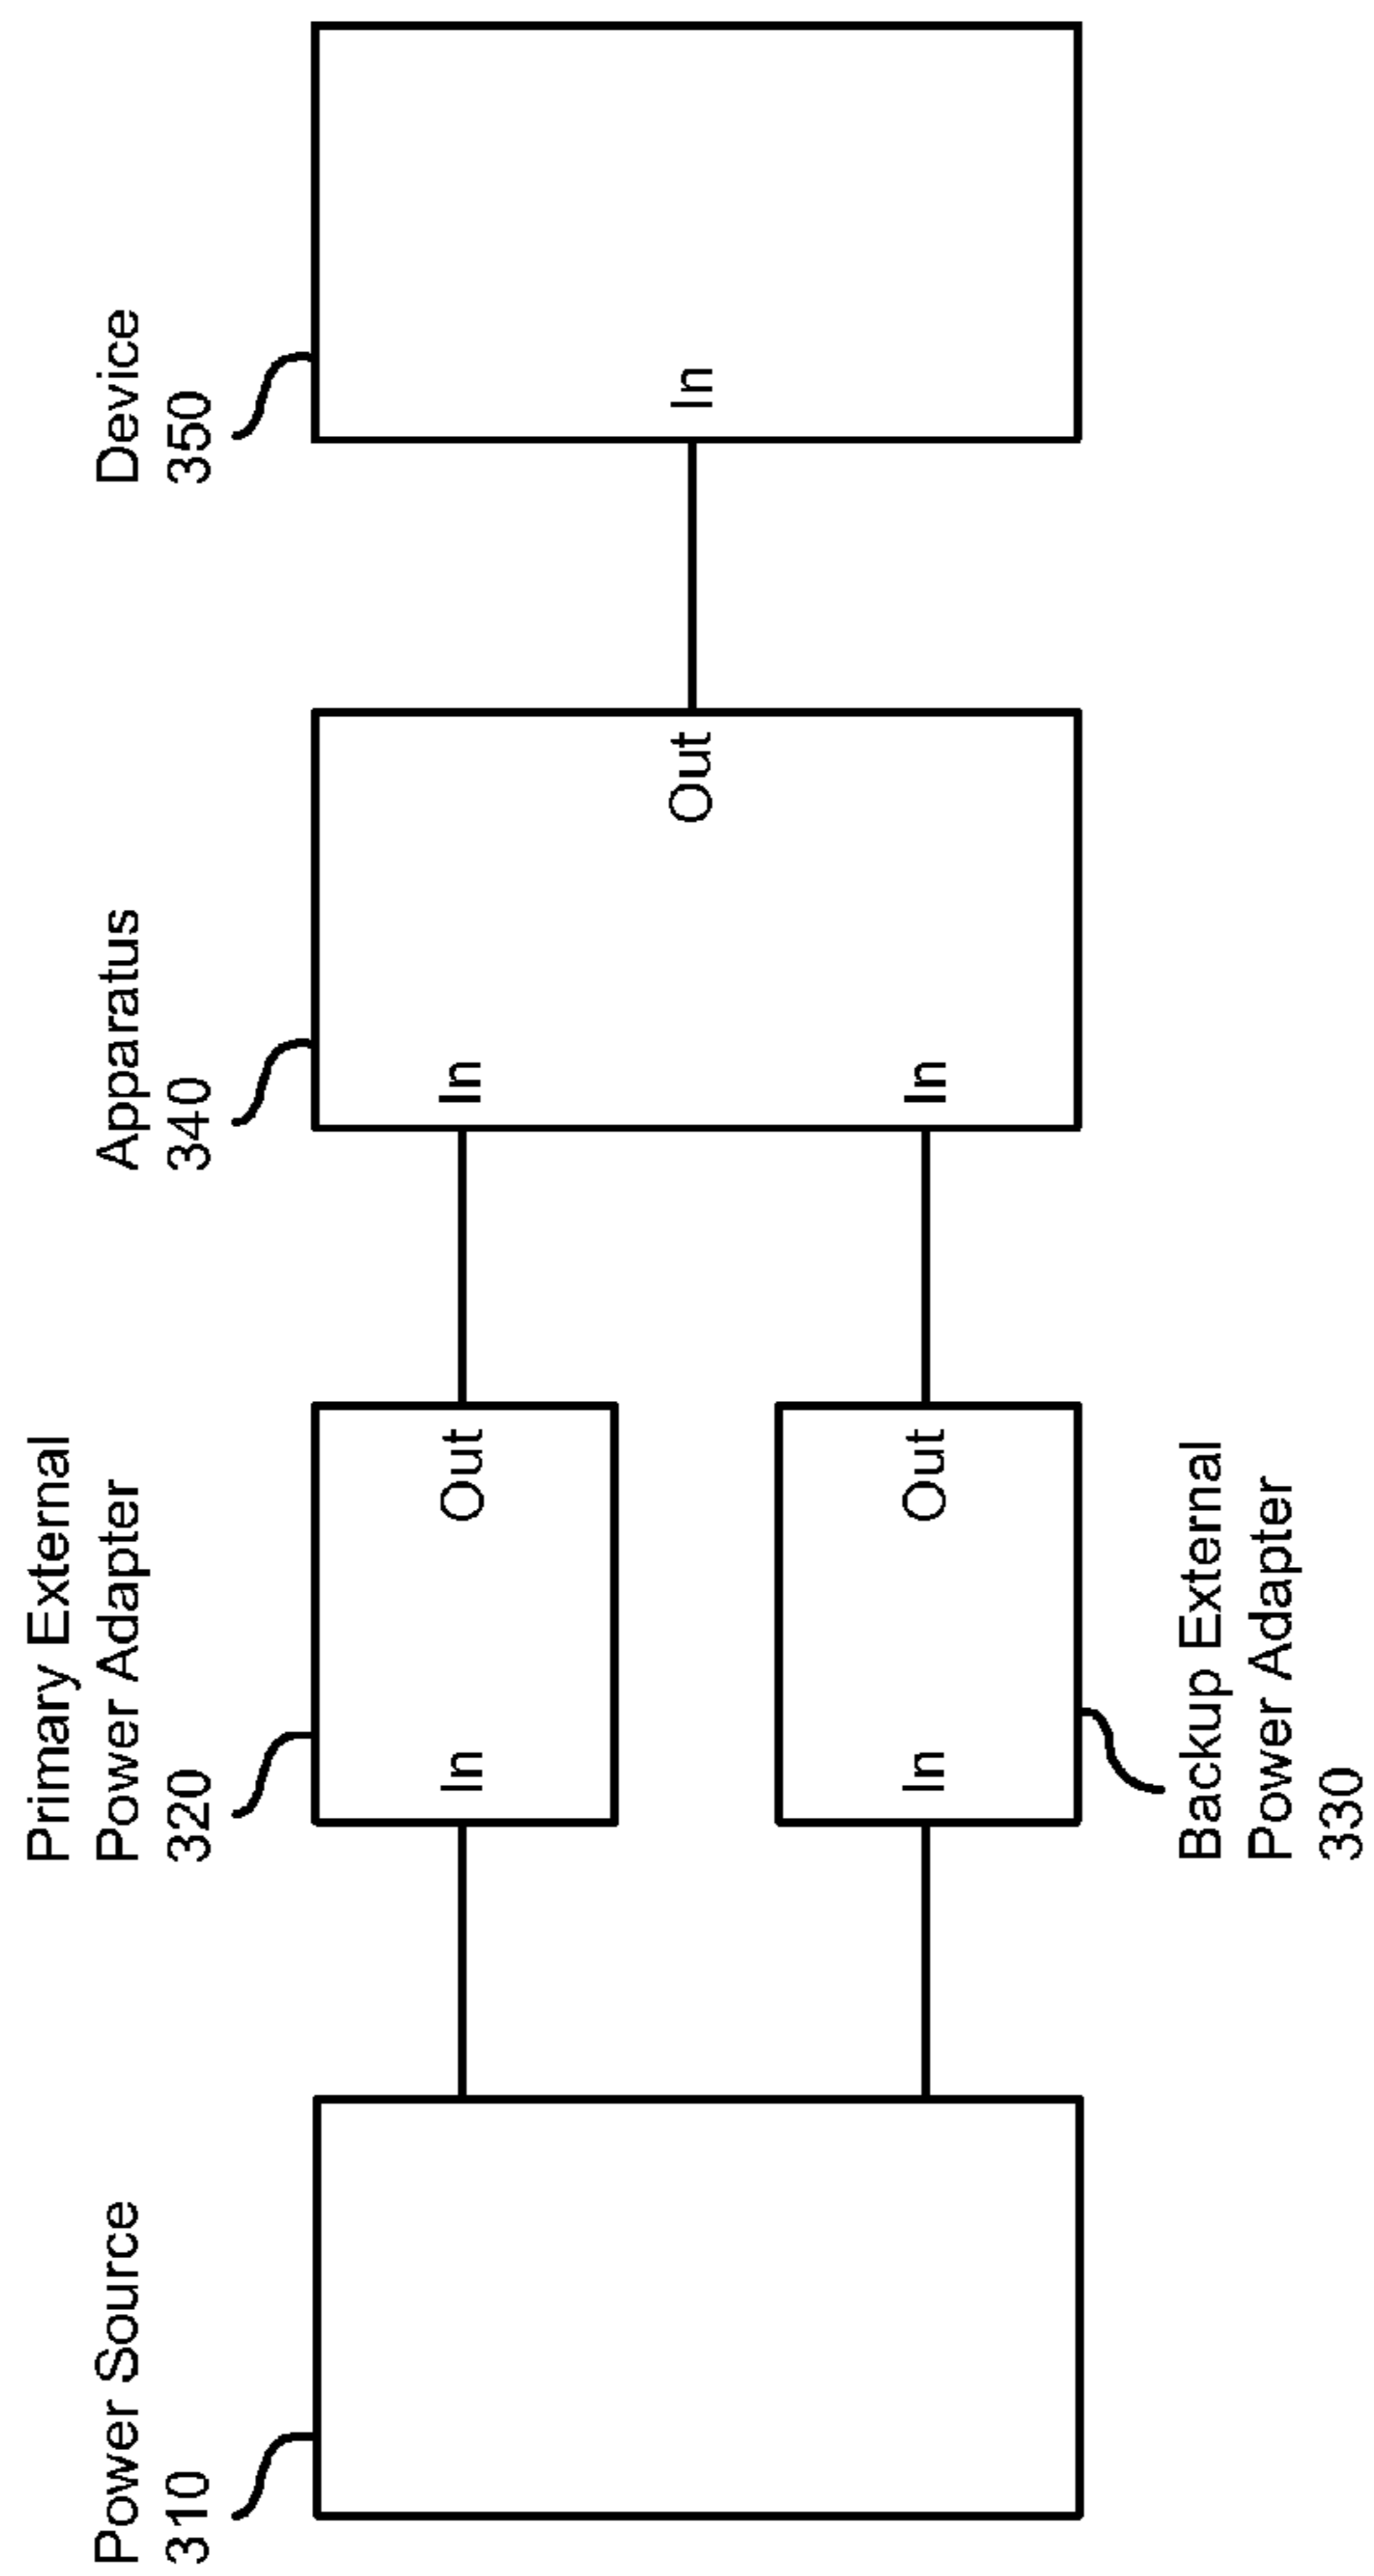 Power Source
310
Primary External
Power Adapter
320
In
Out
In
Out
Backup External
Power Adapter
330
Apparatus
340
In
In
Out
Device
350
In